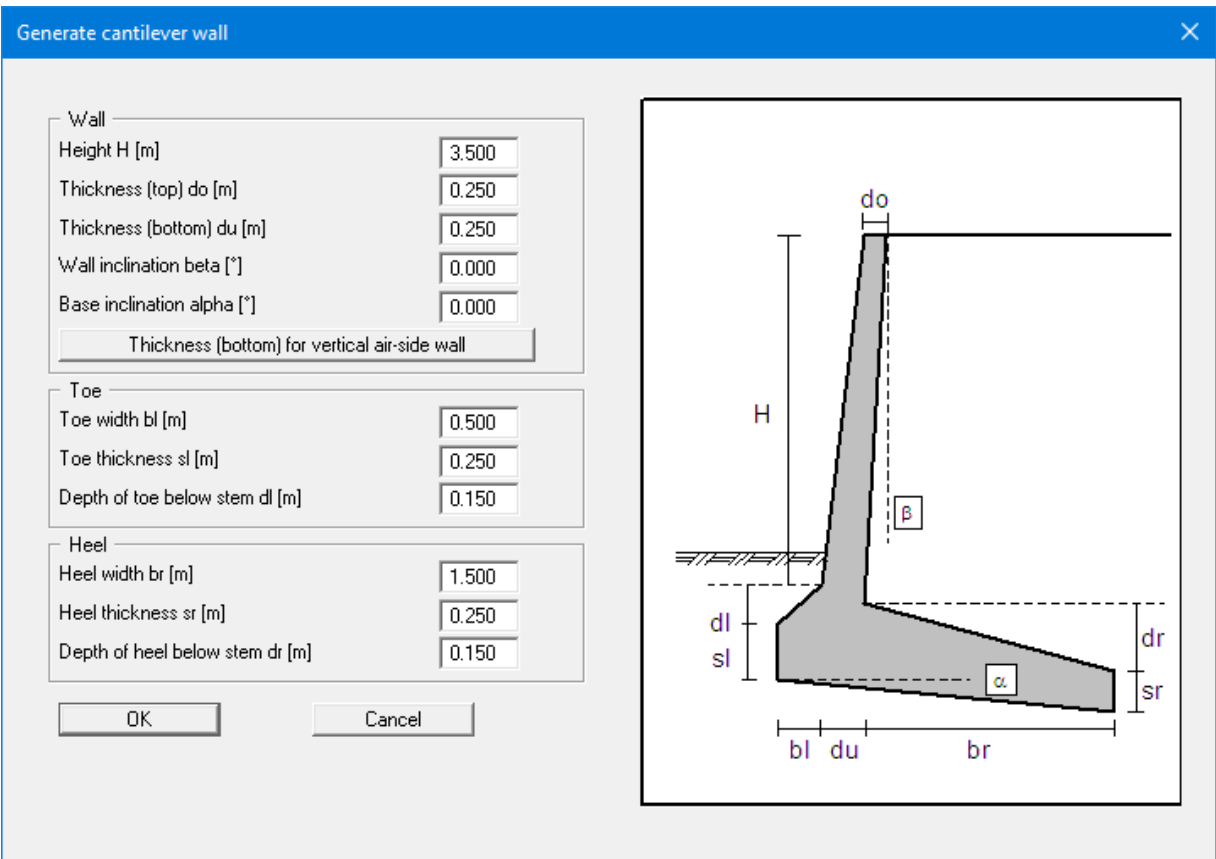 Generate cantilever wall
Wall
Height H [m] 3.500
Thickness (top) do [m] 0.250
Thickness (bottom) du [m] 0.250
Wall inclination beta [°] 0.000
Base inclination alpha [°] 0.000
Thickness (bottom) for vertical air-side wall
Toe
Toe width bl [m] 0.500
Toe thickness sl [m] 0.250
Depth of toe below stem dl [m] 0.150
Heel
Heel width br [m] 1.500
Heel thickness sr [m] 0.250
Depth of heel below stem dr [m] 0.150
OK Cancel
do
H
β
dl
sl
dr
α
sr
bl du br